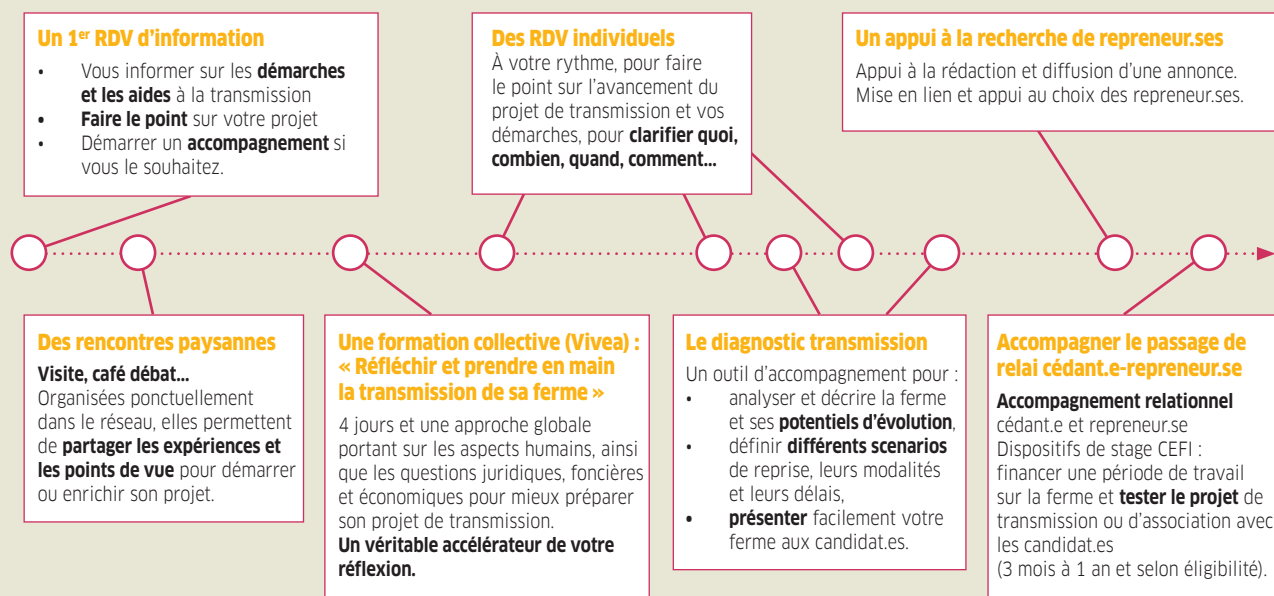 Un 1er RDV d'information
• Vous informer sur les démarches
et les aides à la transmission
• Faire le point sur votre projet
• Démarrer un accompagnement si
vous le souhaitez.
Des RDV individuels
À votre rythme, pour faire
le point sur l'avancement du
projet de transmission et vos
démarches, pour clarifier quoi,
combien, quand, comment...
Un appui à la recherche de repreneur.ses
Appui à la rédaction et diffusion d'une annonce.
Mise en lien et appui au choix des repreneur.ses.
Des rencontres paysannes
Visite, café débat...
Organisées ponctuellement
dans le réseau, elles permettent
de partager les expériences et
les points de vue pour démarrer
ou enrichir son projet.
Une formation collective (Vivea) :
« Réfléchir et prendre en main
la transmission de sa ferme »
4 jours et une approche globale
portant sur les aspects humains, ainsi
que les questions juridiques, foncières
et économiques pour mieux préparer
son projet de transmission.
Un véritable accélérateur de votre
réflexion.
Le diagnostic transmission
Un outil d'accompagnement pour :
• analyser et décrire la ferme
et ses potentiels d'évolution,
• définir différents scenarios
de reprise, leurs modalités
et leurs délais,
• présenter facilement votre
ferme aux candidat.es.
Accompagner le passage de
relai cédant.e-repreneur.se
Accompagnement relationnel
cédant.e et repreneur.se
Dispositifs de stage CEFI :
financer une période de travail
sur la ferme et tester le projet de
transmission ou d'association avec
les candidat.es
(3 mois à 1 an et selon éligibilité).